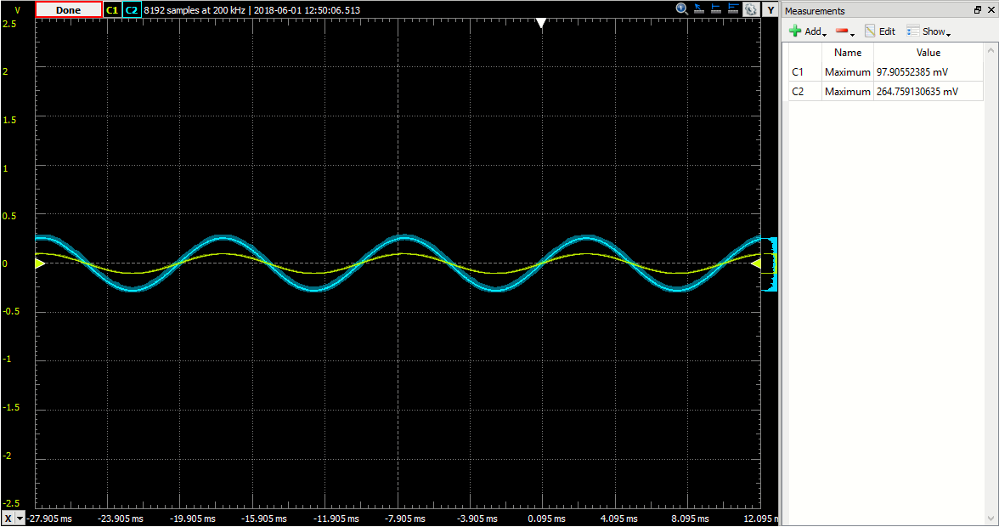 V Done C1 C2 8192 samples at 200 kHz | 2018-06-01 12:50:06.513 Y
2.5
2
1.5
1
0.5
0
-0.5
-1
-1.5
-2
-2.5
X -27.905 ms -23.905 ms -19.905 ms -15.905 ms -11.905 ms -7.905 ms -3.905 ms 0.095 ms 4.095 ms 8.095 ms 12.095 m
Measurements
Add Edit Show
Name Value
C1 Maximum 97.90552385 mV
C2 Maximum 264.759130635 mV